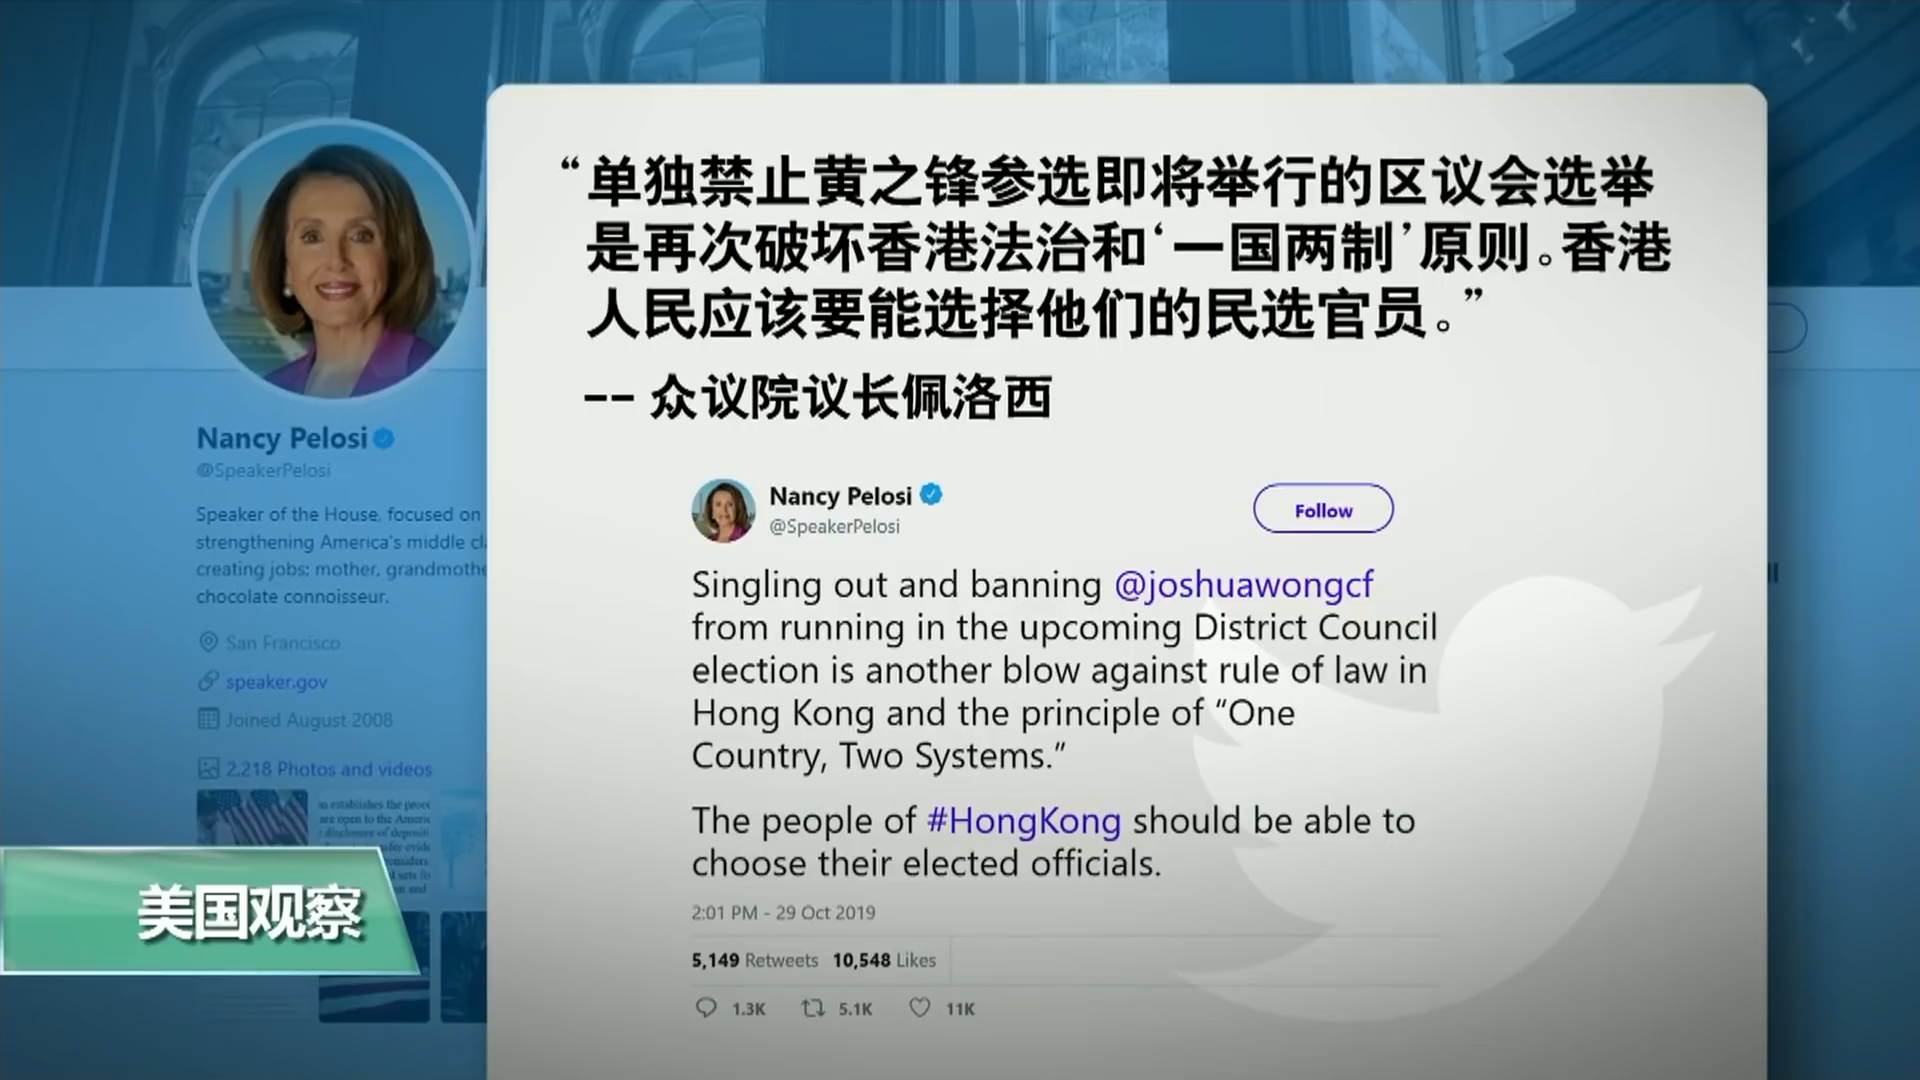 “单独禁止黄之锋参选即将举行的区议会选举
是再次破坏香港法治和‘一国两制’原则。香港
人民应该要能选择他们的民选官员。”
-- 众议院议长佩洛西
Nancy Pelosi
@SpeakerPelosi
Speaker of the House, focused on
strengthening America's middle
creating jobs; mother,
chocolate connoisseur.
San Francisco
speaker.gov
Joined August 2008
2,218 Photos and videos
Nancy Pelosi
@SpeakerPelosi
Follow
Singling out and banning @joshuawongcf
from running in the upcoming District Council
election is another blow against rule of law in
Hong Kong and the principle of “One
Country, Two Systems.”
The people of #HongKong should be able to
choose their elected officials.
2:01 PM - 29 Oct 2019
5,149 Retweets 10,548 Likes
1.3K 5.1K 11K
美国观察